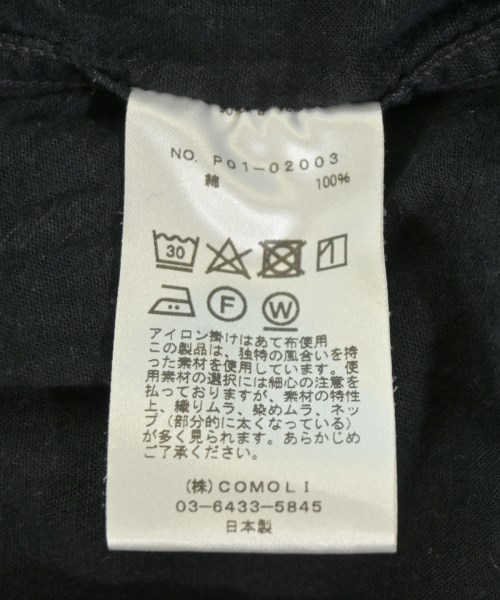 NO. P01-02003
綿 100%
30
F W
アイロン掛けはあて布使用
この製品は、独特の風合いを持
った素材を使用しています。使
用素材の選択には細心の注意を
払っておりますが、素材の特性
上、織りムラ、染めムラ、ネッ
プ（部分的に太くなっている）
が多く見られます。あらかじめ
ご了承ください。
(株) COMOLI
03-6433-5845
日本製